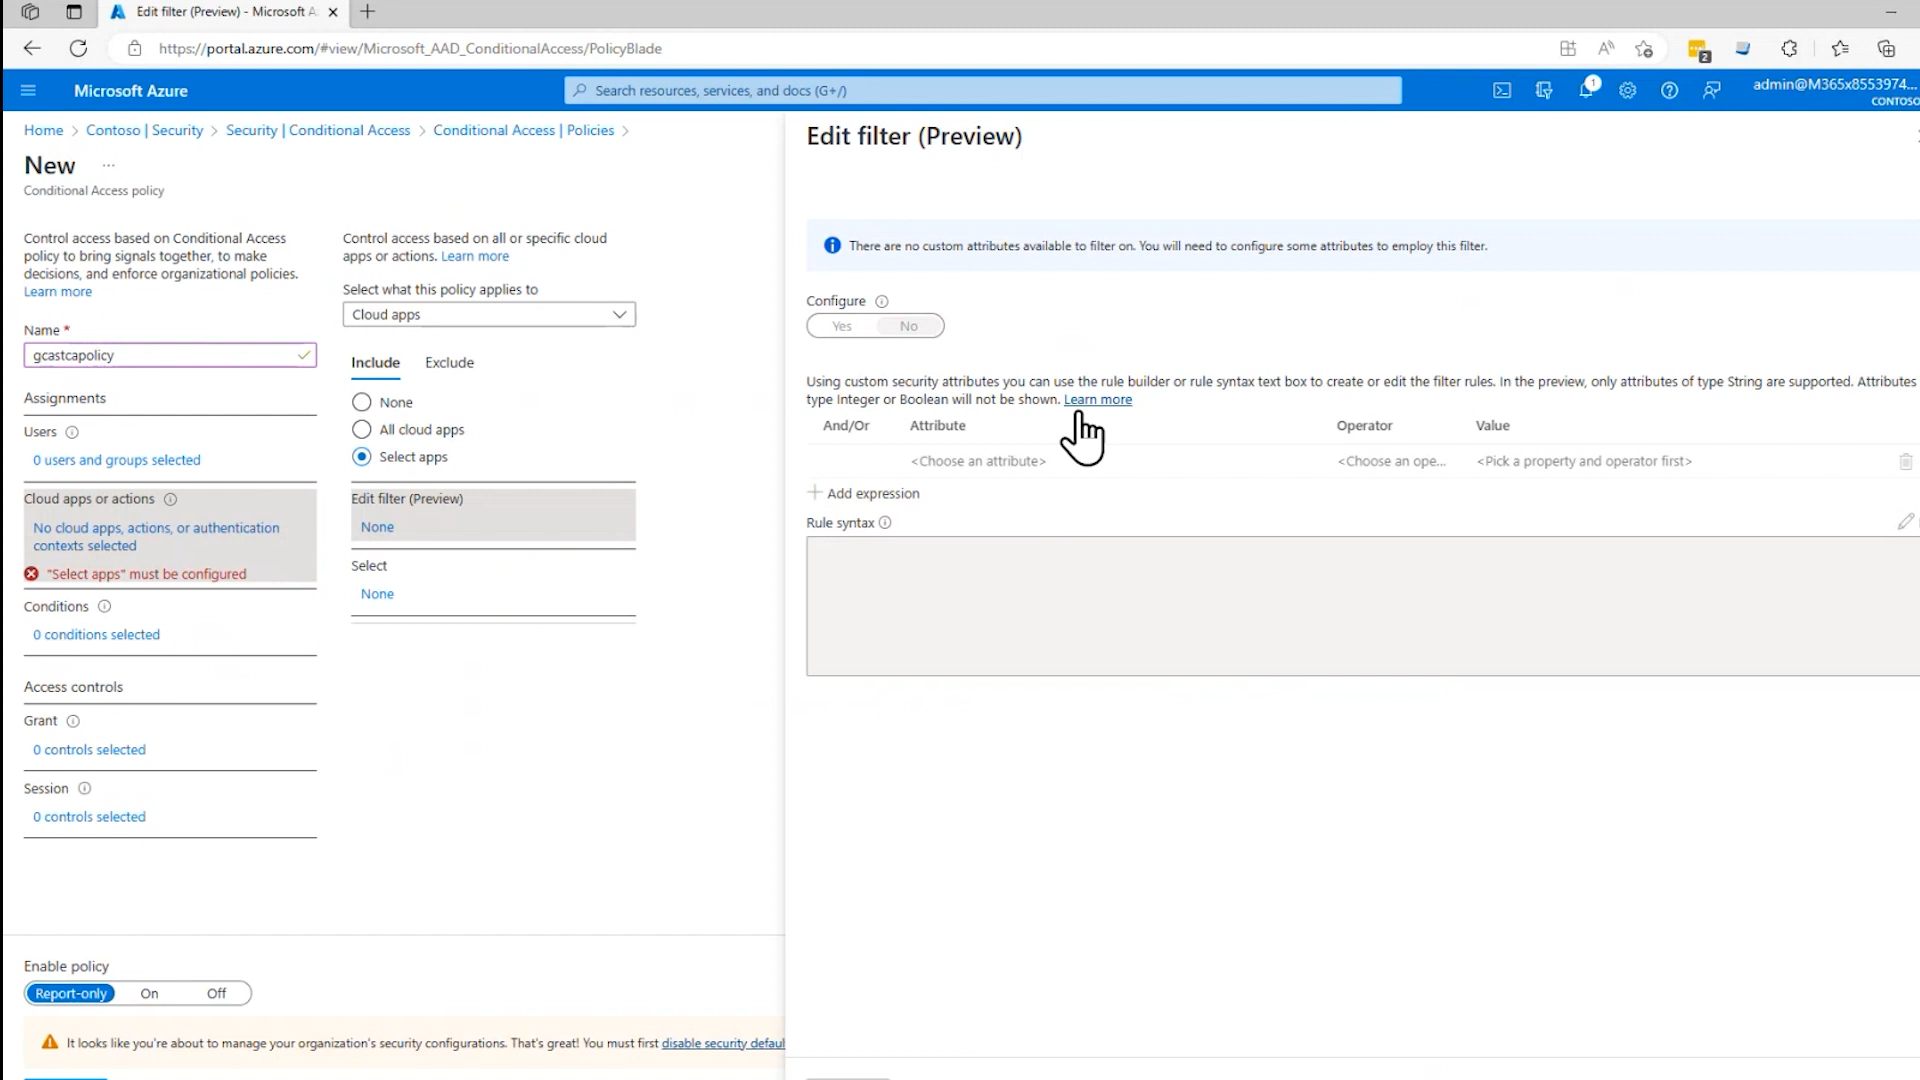 Edit filter (Preview) - Microsoft A
https://portal.azure.com/#view/Microsoft_AAD_ConditionalAccess/PolicyBlade
2
Microsoft Azure
Search resources, services, and docs (G+/)
1
admin@M365x8553974...
CONTOSO
Home > Contoso | Security > Security | Conditional Access > Conditional Access | Policies >
New ...
Conditional Access policy
Control access based on Conditional Access
policy to bring signals together, to make
decisions, and enforce organizational policies.
Learn more
Name *
gcastcapolicy
Assignments
Users
0 users and groups selected
Cloud apps or actions
No cloud apps, actions, or authentication
contexts selected
"Select apps" must be configured
Conditions
0 conditions selected
Access controls
Grant
0 controls selected
Session
0 controls selected
Enable policy
Report-only On Off
It looks like you're about to manage your organization's security configurations. That's great! You must first disable security defaul
Control access based on all or specific cloud
apps or actions. Learn more
Select what this policy applies to
Cloud apps
Include Exclude
None
All cloud apps
Select apps
Edit filter (Preview)
None
Select
None
Edit filter (Preview)
There are no custom attributes available to filter on. You will need to configure some attributes to employ this filter.
Configure
Yes No
Using custom security attributes you can use the rule builder or rule syntax text box to create or edit the filter rules. In the preview, only attributes of type String are supported. Attributes
type Integer or Boolean will not be shown. Learn more
And/Or Attribute Operator Value
<Choose an attribute> <Choose an ope... <Pick a property and operator first>
Add expression
Rule syntax